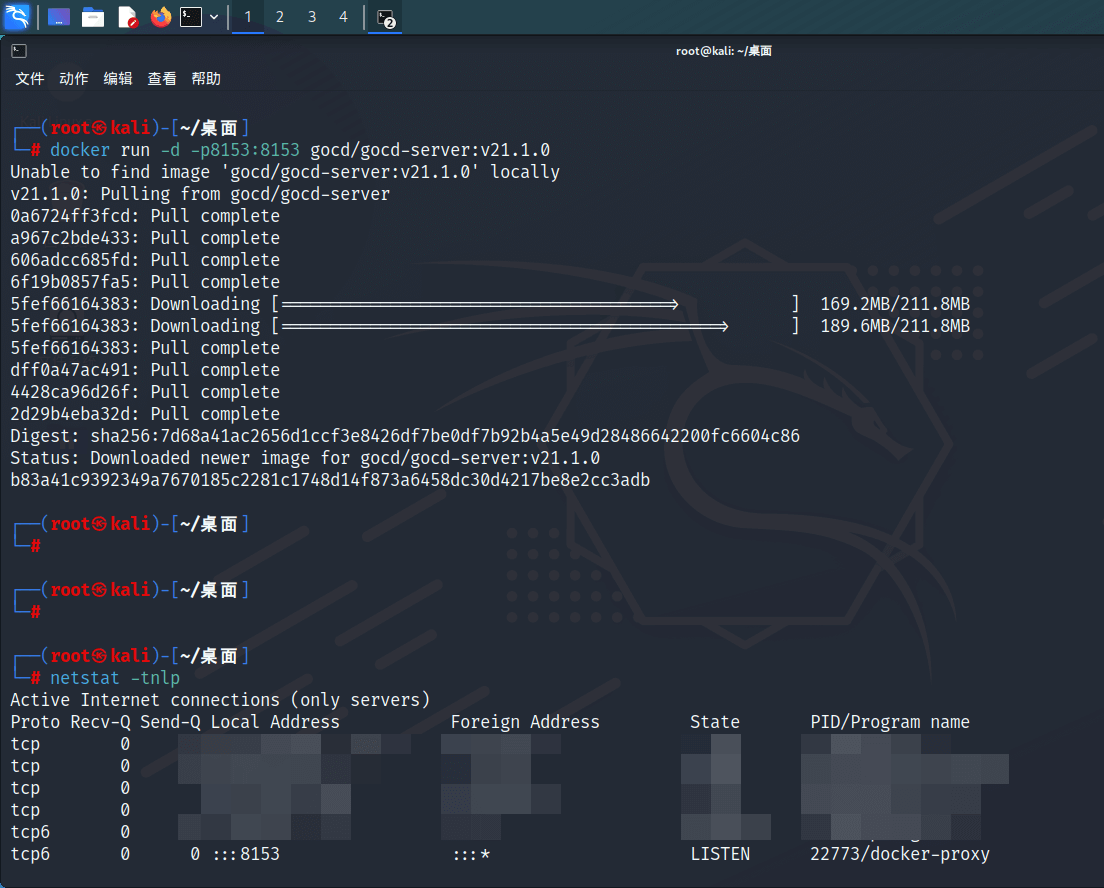 1 2 3 4 2
root@kali: ~/桌面
文件 动作 编辑 查看 帮助
┌──(root㉿kali)-[~/桌面]
└─# docker run -d -p8153:8153 gocd/gocd-server:v21.1.0
Unable to find image 'gocd/gocd-server:v21.1.0' locally
v21.1.0: Pulling from gocd/gocd-server
0a6724ff3fcd: Pull complete
a967c2bde433: Pull complete
606adcc685fd: Pull complete
6f19b0857fa5: Pull complete
5fef66164383: Downloading [=======================================>           ]  169.2MB/211.8MB
5fef66164383: Downloading [============================================>      ]  189.6MB/211.8MB
5fef66164383: Pull complete
dff0a47ac491: Pull complete
4428ca96d26f: Pull complete
2d29b4eba32d: Pull complete
Digest: sha256:7d68a41ac2656d1ccf3e8426df7be0df7b92b4a5e49d28486642200fc6604c86
Status: Downloaded newer image for gocd/gocd-server:v21.1.0
b83a41c9392349a7670185c2281c1748d14f873a6458dc30d4217be8e2cc3adb
┌──(root㉿kali)-[~/桌面]
└─#
┌──(root㉿kali)-[~/桌面]
└─#
┌──(root㉿kali)-[~/桌面]
└─# netstat -tnlp
Active Internet connections (only servers)
Proto Recv-Q Send-Q Local Address           Foreign Address         State       PID/Program name
tcp        0
tcp        0
tcp        0
tcp        0
tcp6       0
tcp6       0      0 :::8153                 :::*                    LISTEN      22773/docker-proxy